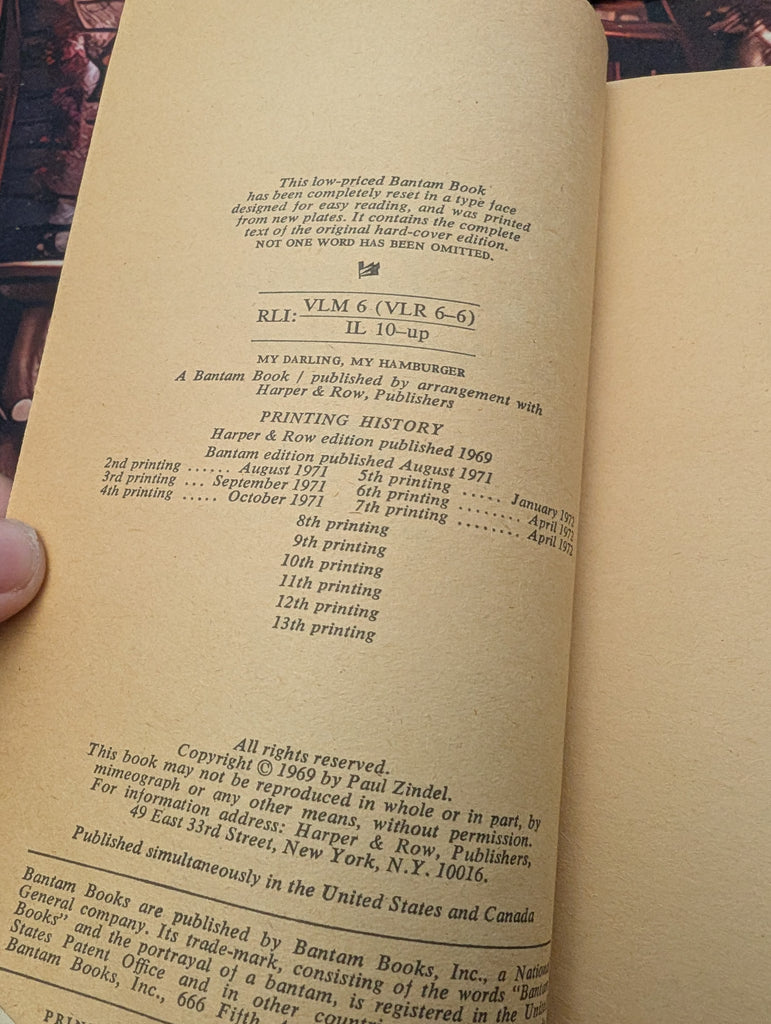 This low-priced Bantam Book
has been completely reset in a type face
designed for easy reading, and was printed
from new plates. It contains the complete
text of the original hard-cover edition.
NOT ONE WORD HAS BEEN OMITTED.
RLI: VLM 6 (VLR 6–6)
IL 10–up
MY DARLING, MY HAMBURGER
A Bantam Book / published by arrangement with
Harper & Row, Publishers
PRINTING HISTORY
Harper & Row edition published 1969
Bantam edition published August 1971
2nd printing ...... August 1971 5th printing ..... January
3rd printing ... September 1971 6th printing ........ April
4th printing ..... October 1971 7th printing ........ April 1972
8th printing
9th printing
10th printing
11th printing
12th printing
13th printing
All rights reserved.
Copyright © 1969 by Paul Zindel.
This book may not be reproduced in whole or in part, by
mimeograph or any other means, without permission.
For information address: Harper & Row, Publishers,
49 East 33rd Street, New York, N.Y. 10016.
Published simultaneously in the United States and Canada
Bantam Books are published by Bantam Books, Inc., a
General company. Its trade-mark, consisting of the words
Books" and the portrayal of a bantam, is registered in the
States Patent Office and in other
Bantam Books, Inc., 666 Fifth